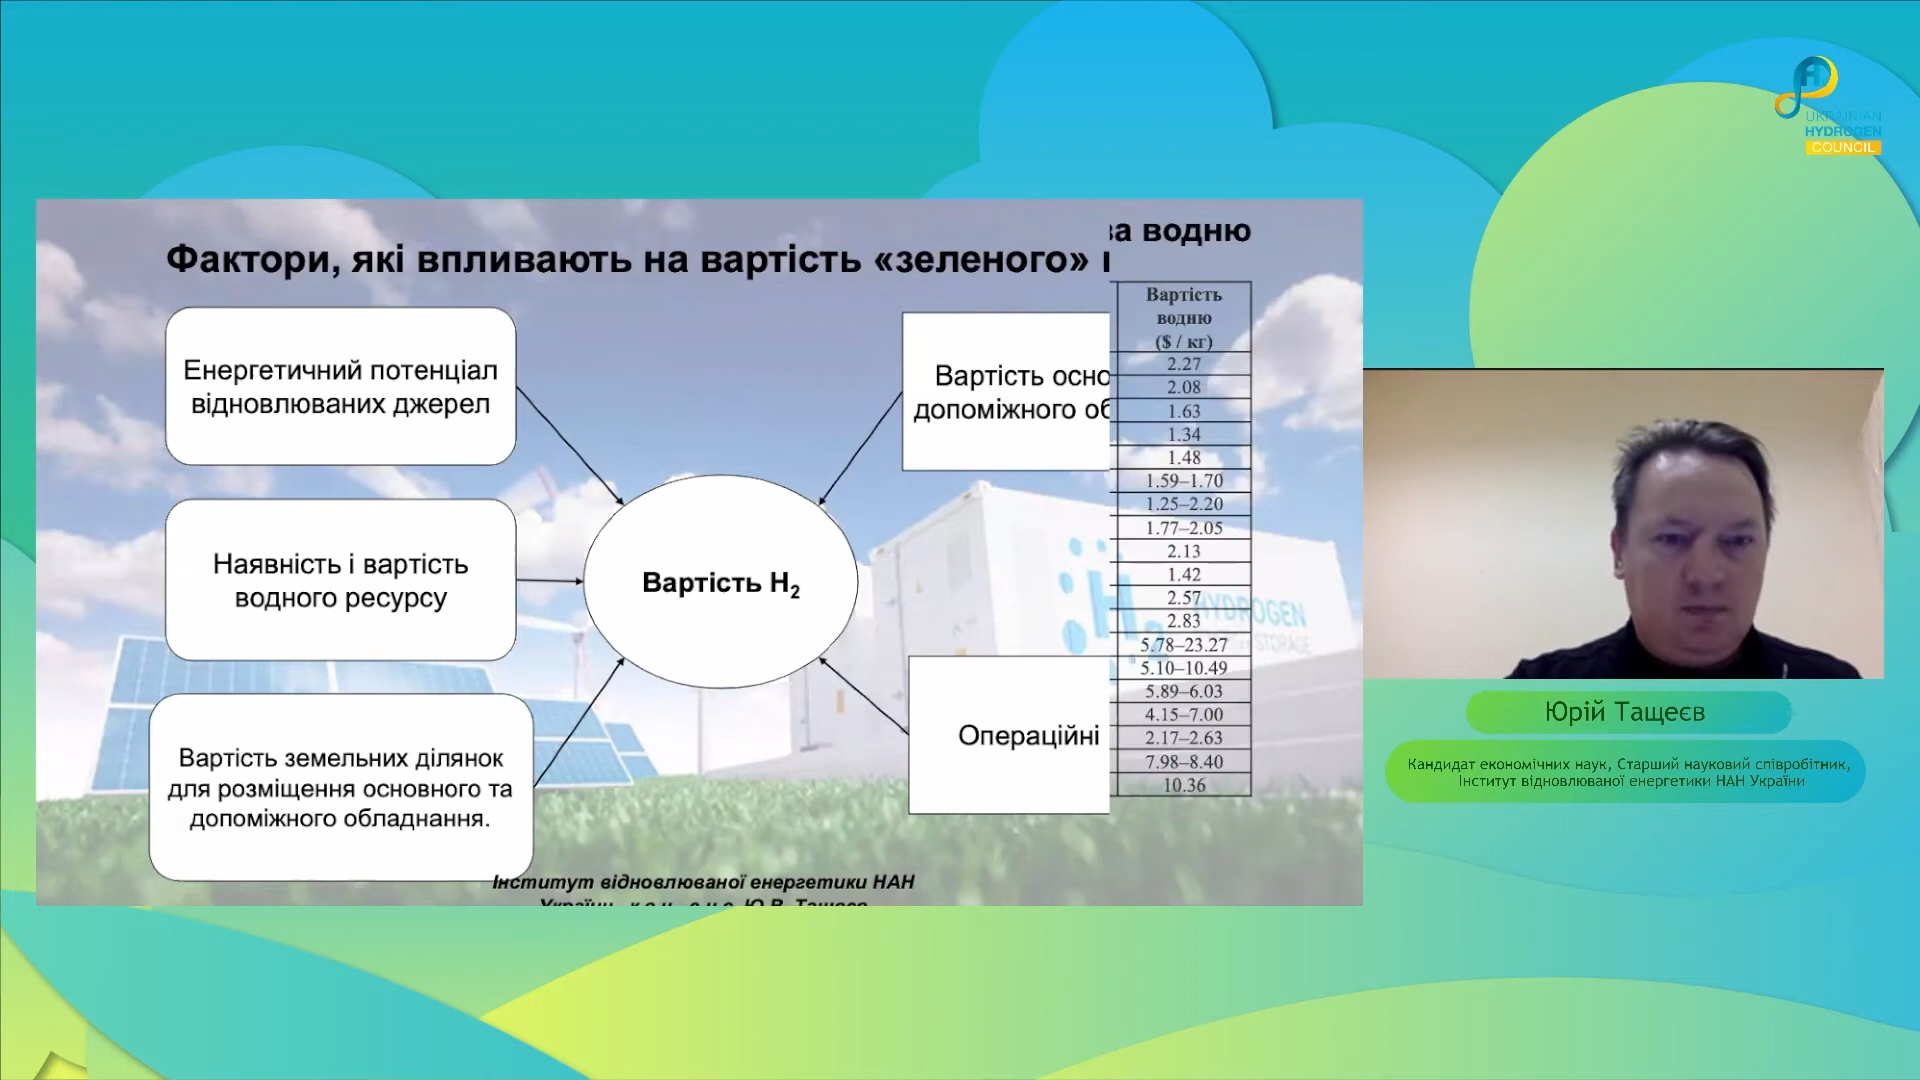 UKRAINIAN
HYDROGEN
COUNCIL
Фактори, які впливають на вартість «зеленого»
ва водню
Енергетичний потенціал
відновлюваних джерел
Наявність і вартість
водного ресурсу
Вартість земельних ділянок
для розміщення основного та
допоміжного обладнання.
Вартість H₂
Вартість осно
допоміжного об
Операційні
Вартість
водню
($ / кг)
2.27
2.08
1.63
1.34
1.48
1.59–1.70
1.25–2.20
1.77–2.05
2.13
1.42
2.57
2.83
5.78–23.27
5.10–10.49
5.89–6.03
4.15–7.00
2.17–2.63
7.98–8.40
10.36
H2
HYDROGEN
STORAGE
Інститут відновлюваної енергетики НАН
України, к.е.н., с.н.с. Ю.В. Тащеєв
Юрій Тащеєв
Кандидат економічних наук, Старший науковий співробітник,
Інститут відновлюваної енергетики НАН України